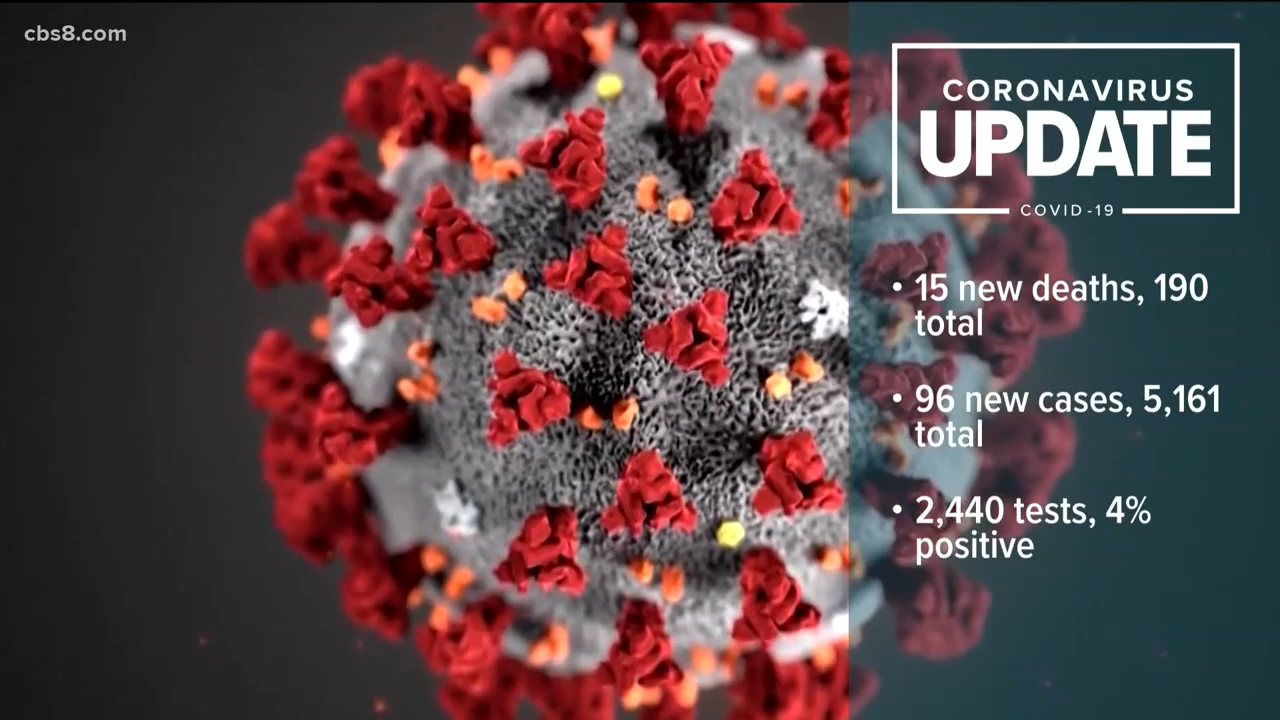 cbs8.com
CORONAVIRUS
UPDATE
COVID-19
• 15 new deaths, 190
total
• 96 new cases, 5,161
total
• 2,440 tests, 4%
positive